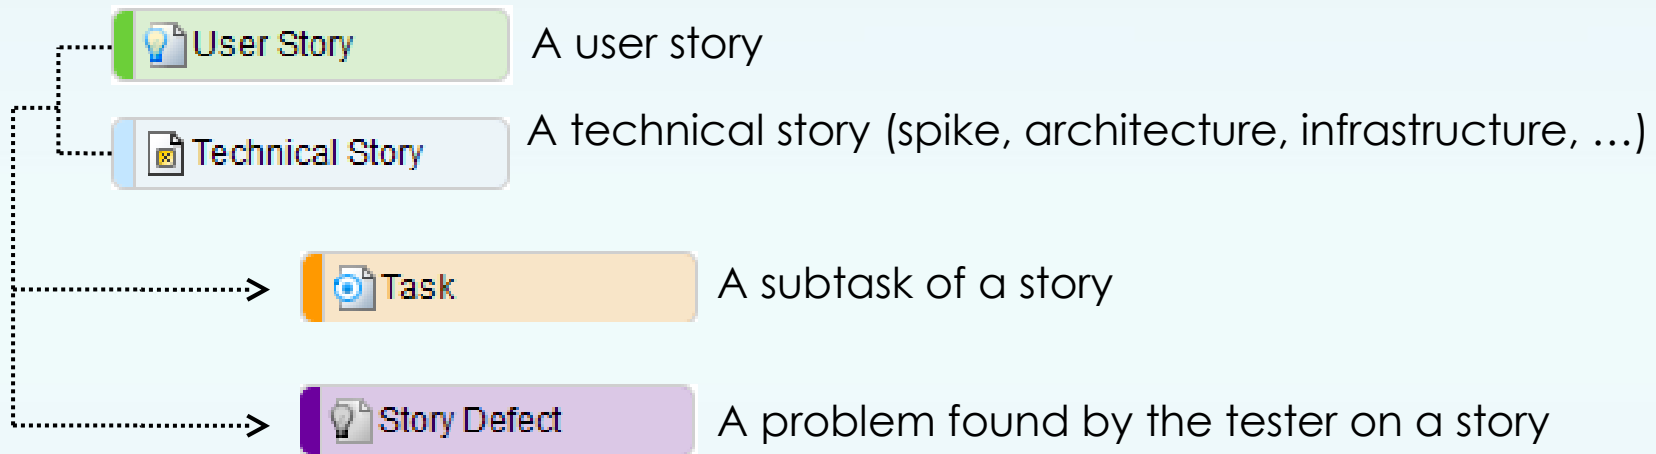 User Story A user story
Technical Story A technical story (spike, architecture, infrastructure, …)
Task A subtask of a story
Story Defect A problem found by the tester on a story